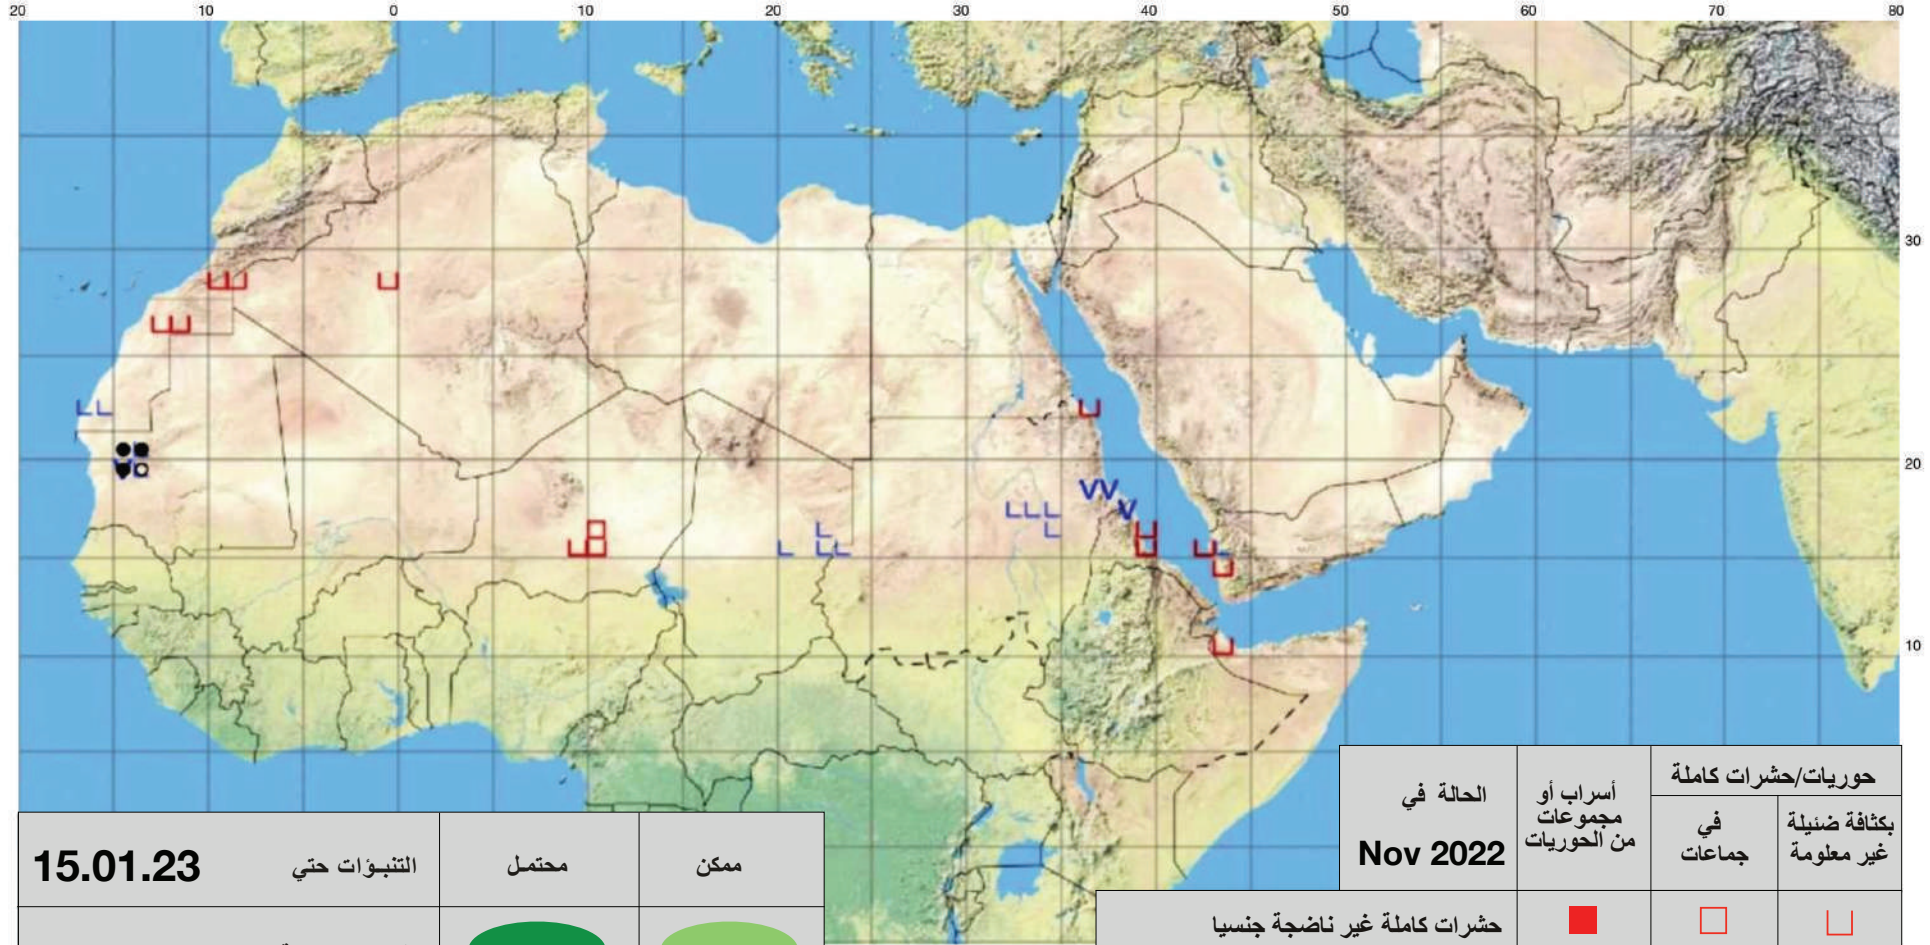 20 10 0 10 20 30 40 50 60 70 80
30
20
10
حوريات/حشرات كاملة
الحالة في
Nov 2022
أسراب أو
مجموعات
من الحوريات
في
جماعات
بكثافة ضئيلة
غير معلومة
حشرات كاملة غير ناضجة جنسيا
التنبؤات حتي
15.01.23
محتمل
ممكن